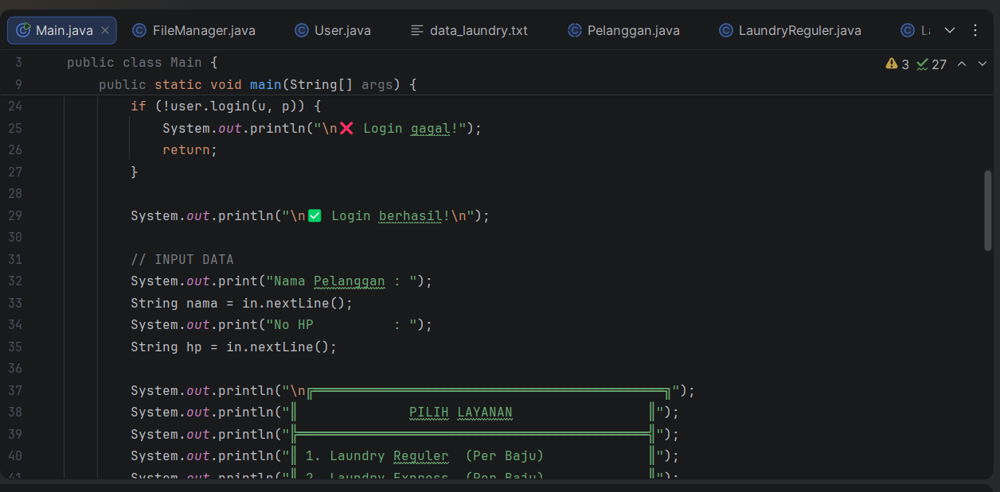 Main.java FileManager.java User.java data_laundry.txt Pelanggan.java LaundryReguler.java
3 public class Main { 3 27
9 public static void main(String[] args) {
24 if (!user.login(u, p)) {
25 System.out.println("\n❌ Login gagal!");
26 return;
27 }
28
29 System.out.println("\n✅ Login berhasil!\n");
30
31 // INPUT DATA
32 System.out.print("Nama Pelanggan : ");
33 String nama = in.nextLine();
34 System.out.print("No HP          : ");
35 String hp = in.nextLine();
36
37 System.out.println("\n╔═════════════════════════════════════════════╗");
38 System.out.println("║              PILIH LAYANAN                 ║");
39 System.out.println("╠════════════════════════════════════════════╣");
40 System.out.println("║ 1. Laundry Reguler  (Per Baju)             ║");
41 System.out.println("║ 2. Laundry Express  (Per Baju)             ║");